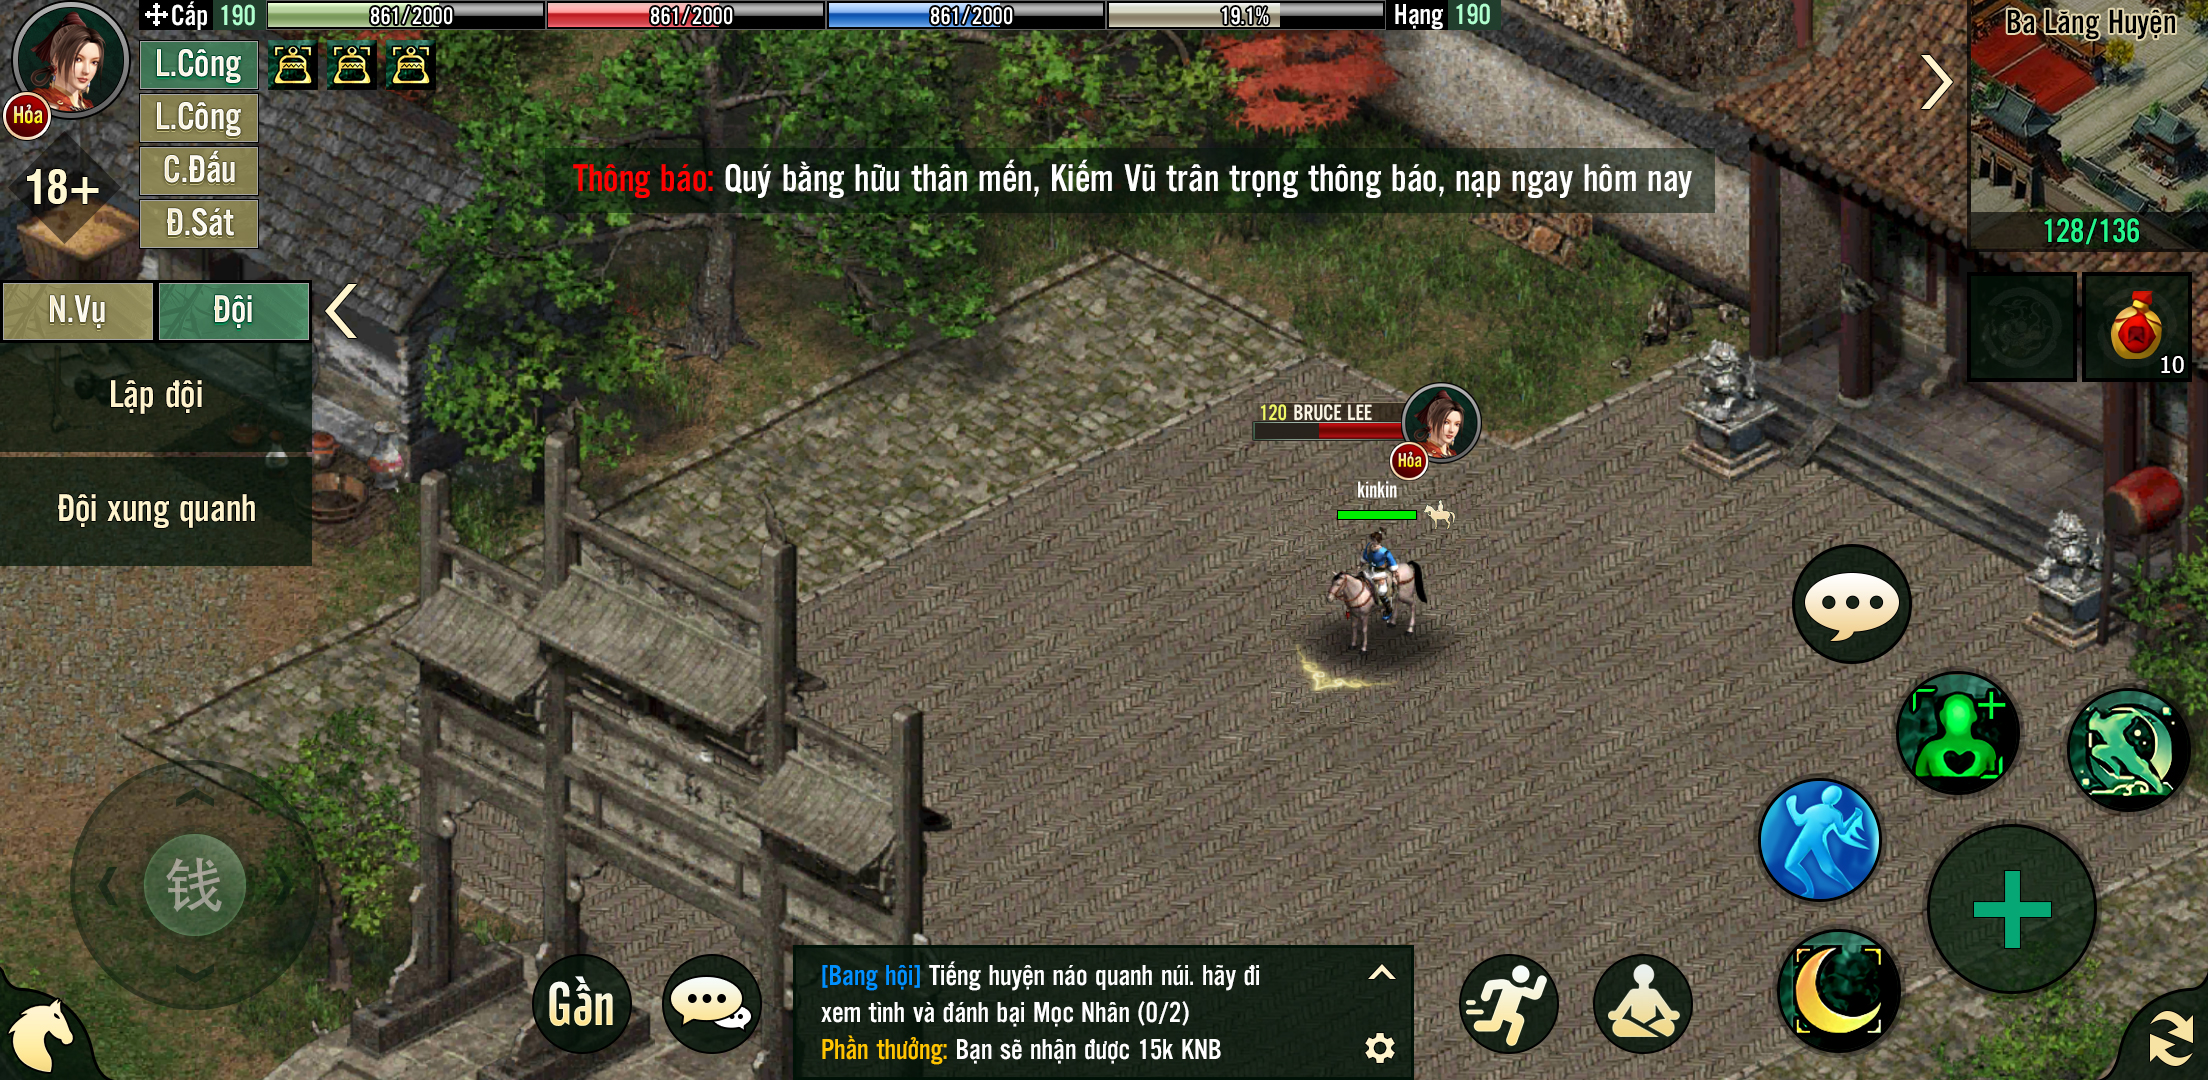 Cấp 190
861/2000
861/2000
861/2000
19.1%
Hạng 190
Ba Lăng Huyện
L.Công
L.Công
C.Đấu
Đ.Sát
Hỏa
18+
Thông báo: Quý bằng hữu thân mến, Kiếm Vũ trân trọng thông báo, nạp ngay hôm nay
128/136
N.Vụ
Đội
10
Lập đội
Đội xung quanh
120 BRUCE LEE
Hỏa
kinkin
钱
Gần
[Bang hội] Tiếng huyện náo quanh núi. hãy đi
xem tình và đánh bại Mọc Nhân (0/2)
Phần thưởng: Bạn sẽ nhận được 15k KNB